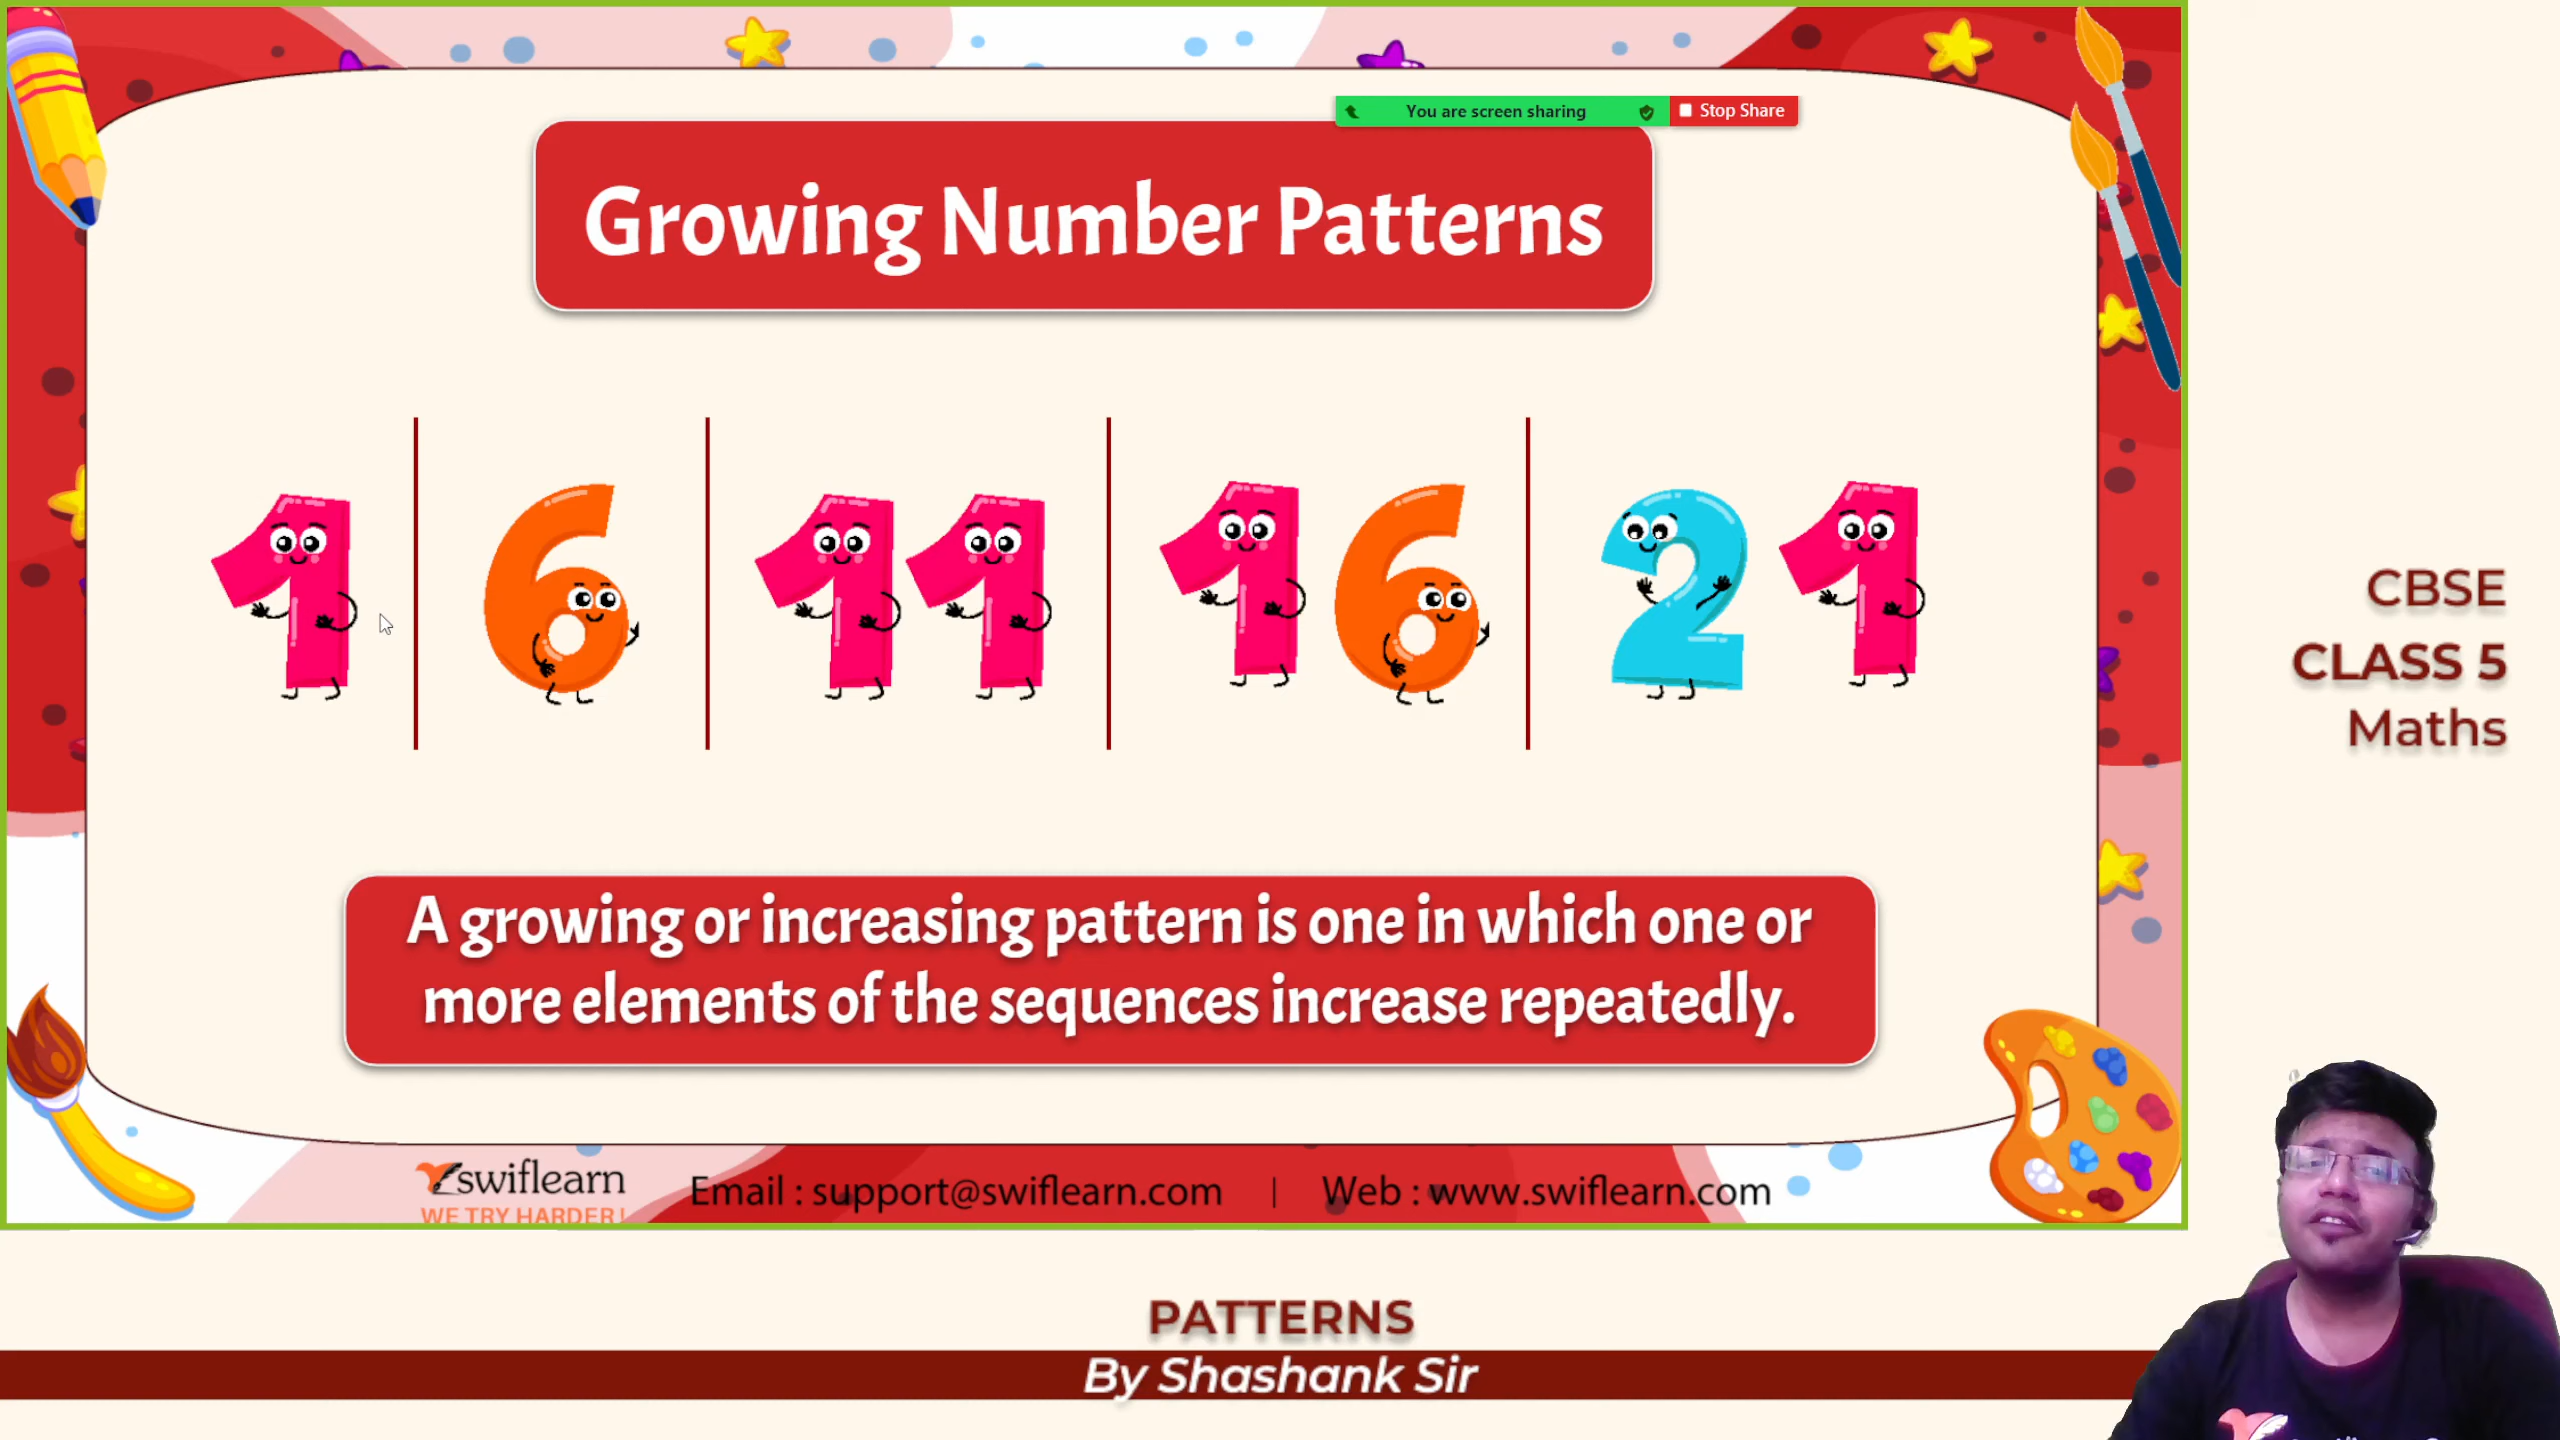 You are screen sharing
Stop Share
Growing Number Patterns
1 6 11 16 21
A growing or increasing pattern is one in which one or
more elements of the sequences increase repeatedly.
swiflearn
WE TRY HARDER!
Email : support@swiflearn.com | Web : www.swiflearn.com
CBSE
CLASS 5
Maths
PATTERNS
By Shashank Sir